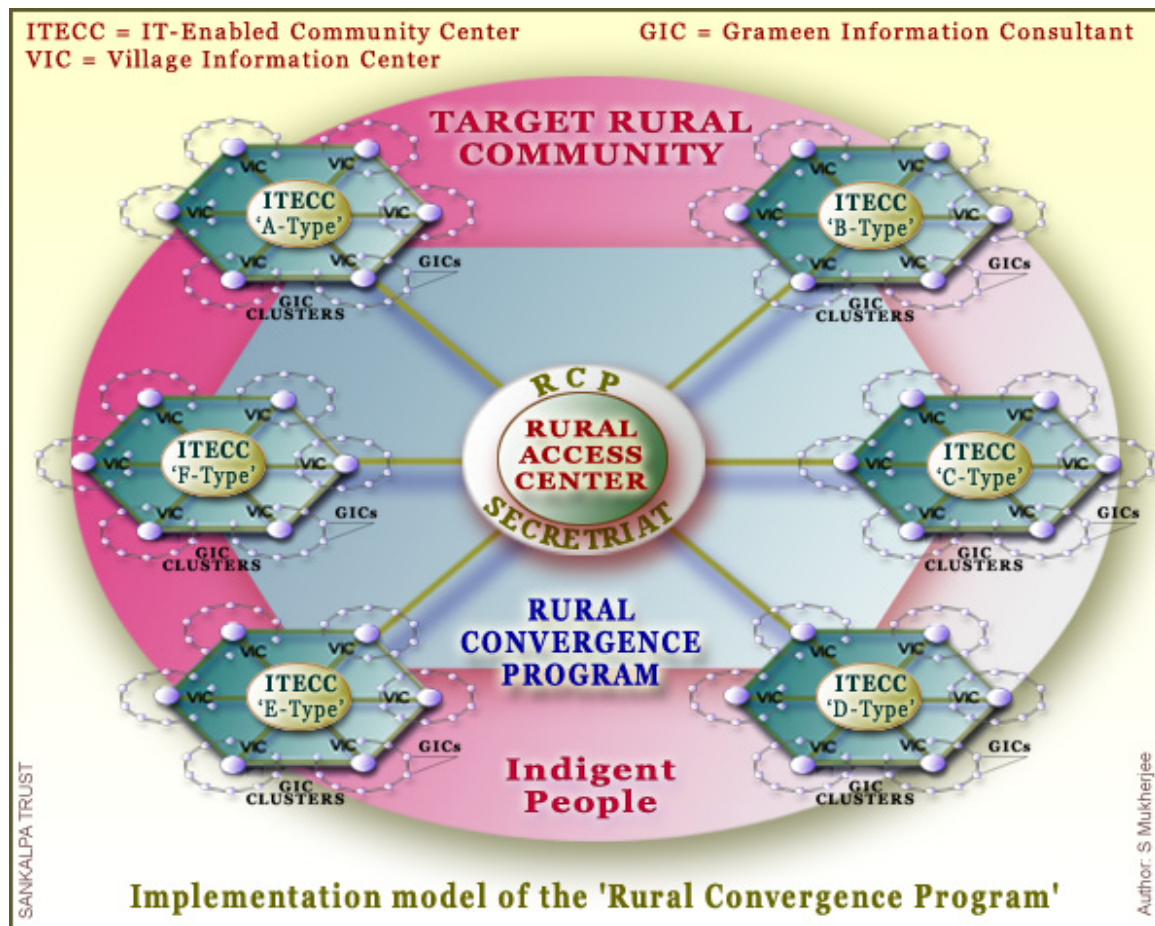 ITECC = IT-Enabled Community Center
GIC = Grameen Information Consultant
VIC = Village Information Center
TARGET RURAL
COMMUNITY
VIC
VIC
VIC
ITECC
'A-Type'
VIC
VIC
VIC
GICs
GIC
CLUSTERS
VIC
VIC
VIC
ITECC
'B-Type'
VIC
VIC
VIC
GICs
GIC
CLUSTERS
VIC
VIC
VIC
ITECC
'F-Type'
VIC
VIC
VIC
GICs
GIC
CLUSTERS
RCP
RURAL
ACCESS
CENTER
SECRETRIAT
VIC
VIC
VIC
ITECC
'C-Type'
VIC
VIC
VIC
GICs
GIC
CLUSTERS
RURAL
CONVERGENCE
PROGRAM
VIC
VIC
VIC
ITECC
'E-Type'
VIC
VIC
VIC
GICs
GIC
CLUSTERS
VIC
VIC
VIC
ITECC
'D-Type'
VIC
VIC
VIC
GICs
GIC
CLUSTERS
Indigent
People
SANKALPA TRUST
Author: S Mukherjee
Implementation model of the 'Rural Convergence Program'